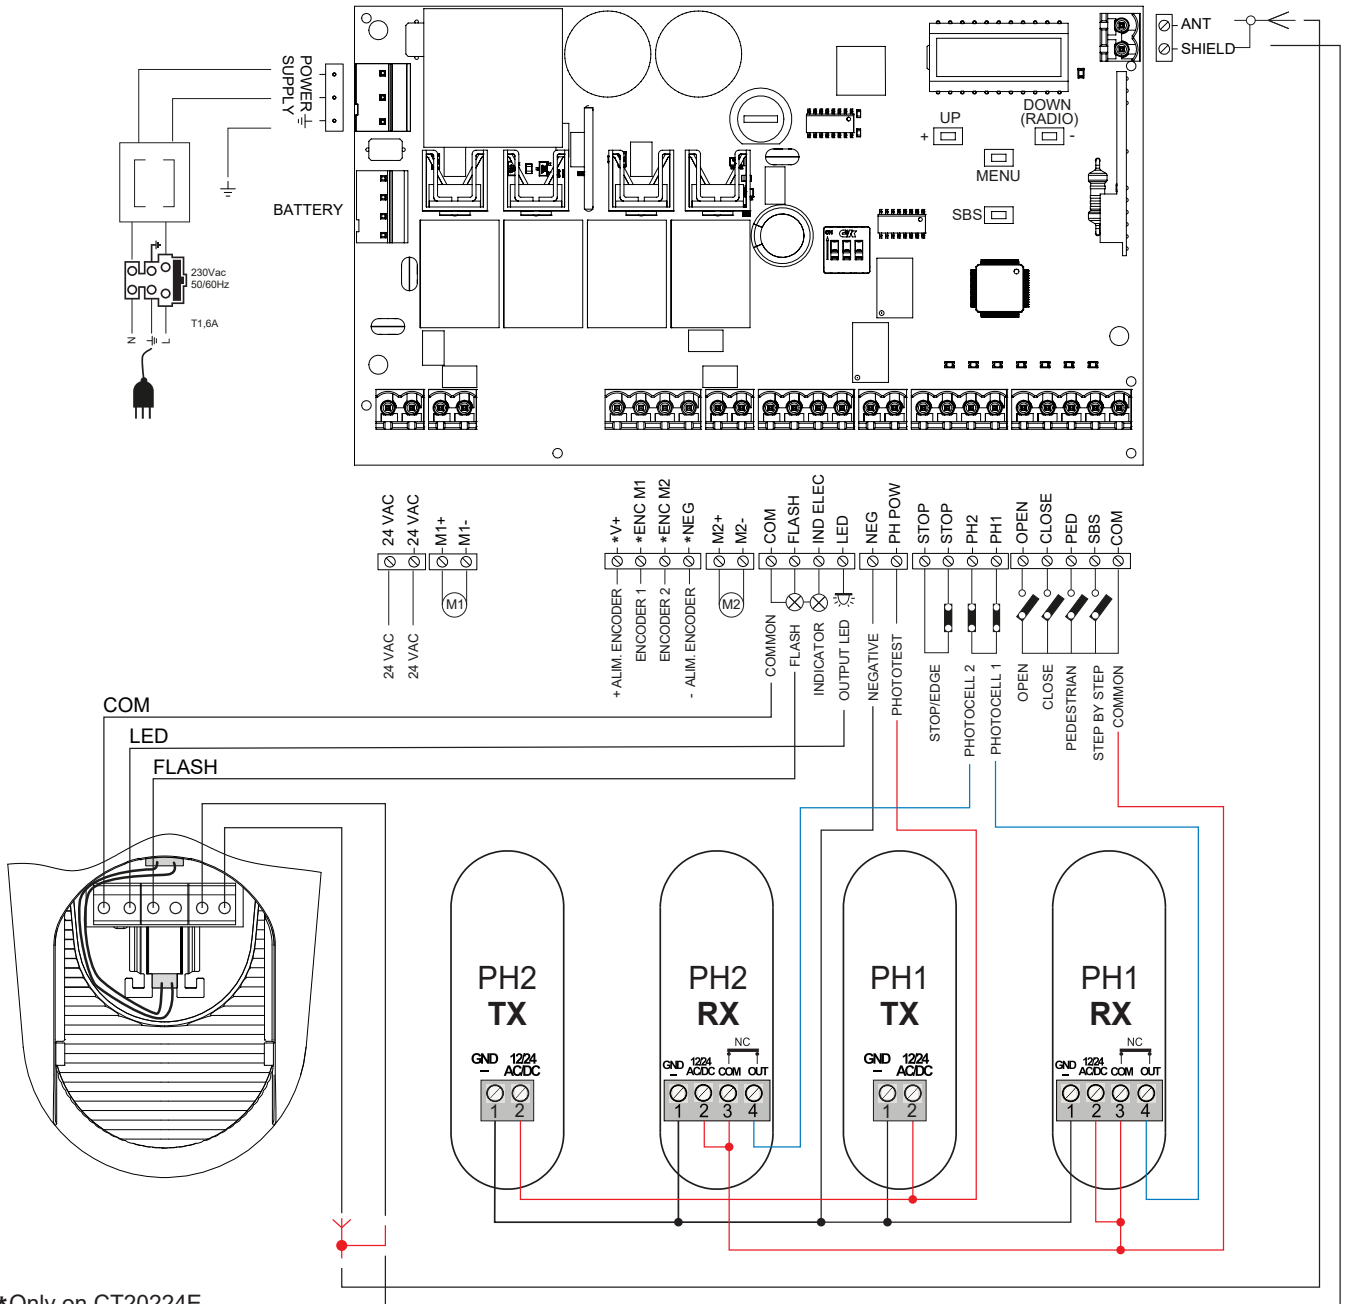 ANT
SHIELD
POWER
SUPPLY
BATTERY
230Vac
50/60Hz
T1,6A
N
L
UP
+
DOWN
(RADIO)
-
MENU
SBS
ON
24 VAC
24 VAC
M1+
M1-
*V+
*ENC M1
*ENC M2
*NEG
M2+
M2-
COM
FLASH
IND ELEC
LED
NEG
PH POW
STOP
STOP
PH2
PH1
OPEN
CLOSE
PED
SBS
COM
M1
M2
24 VAC
24 VAC
+ ALIM. ENCODER
ENCODER 1
ENCODER 2
- ALIM. ENCODER
COMMON
FLASH
INDICATOR
OUTPUT LED
NEGATIVE
PHOTOTEST
STOP/EDGE
PHOTOCELL 2
PHOTOCELL 1
OPEN
CLOSE
PEDESTRIAN
STEP BY STEP
COMMON
COM
LED
FLASH
PH2
TX
GND
–
12/24
AC/DC
1 2
PH2
RX
NC
GND
–
12/24
AC/DC
COM OUT
1 2 3 4
PH1
TX
GND
–
12/24
AC/DC
1 2
PH1
RX
NC
GND
–
12/24
AC/DC
COM OUT
1 2 3 4
*Only on CT20224E